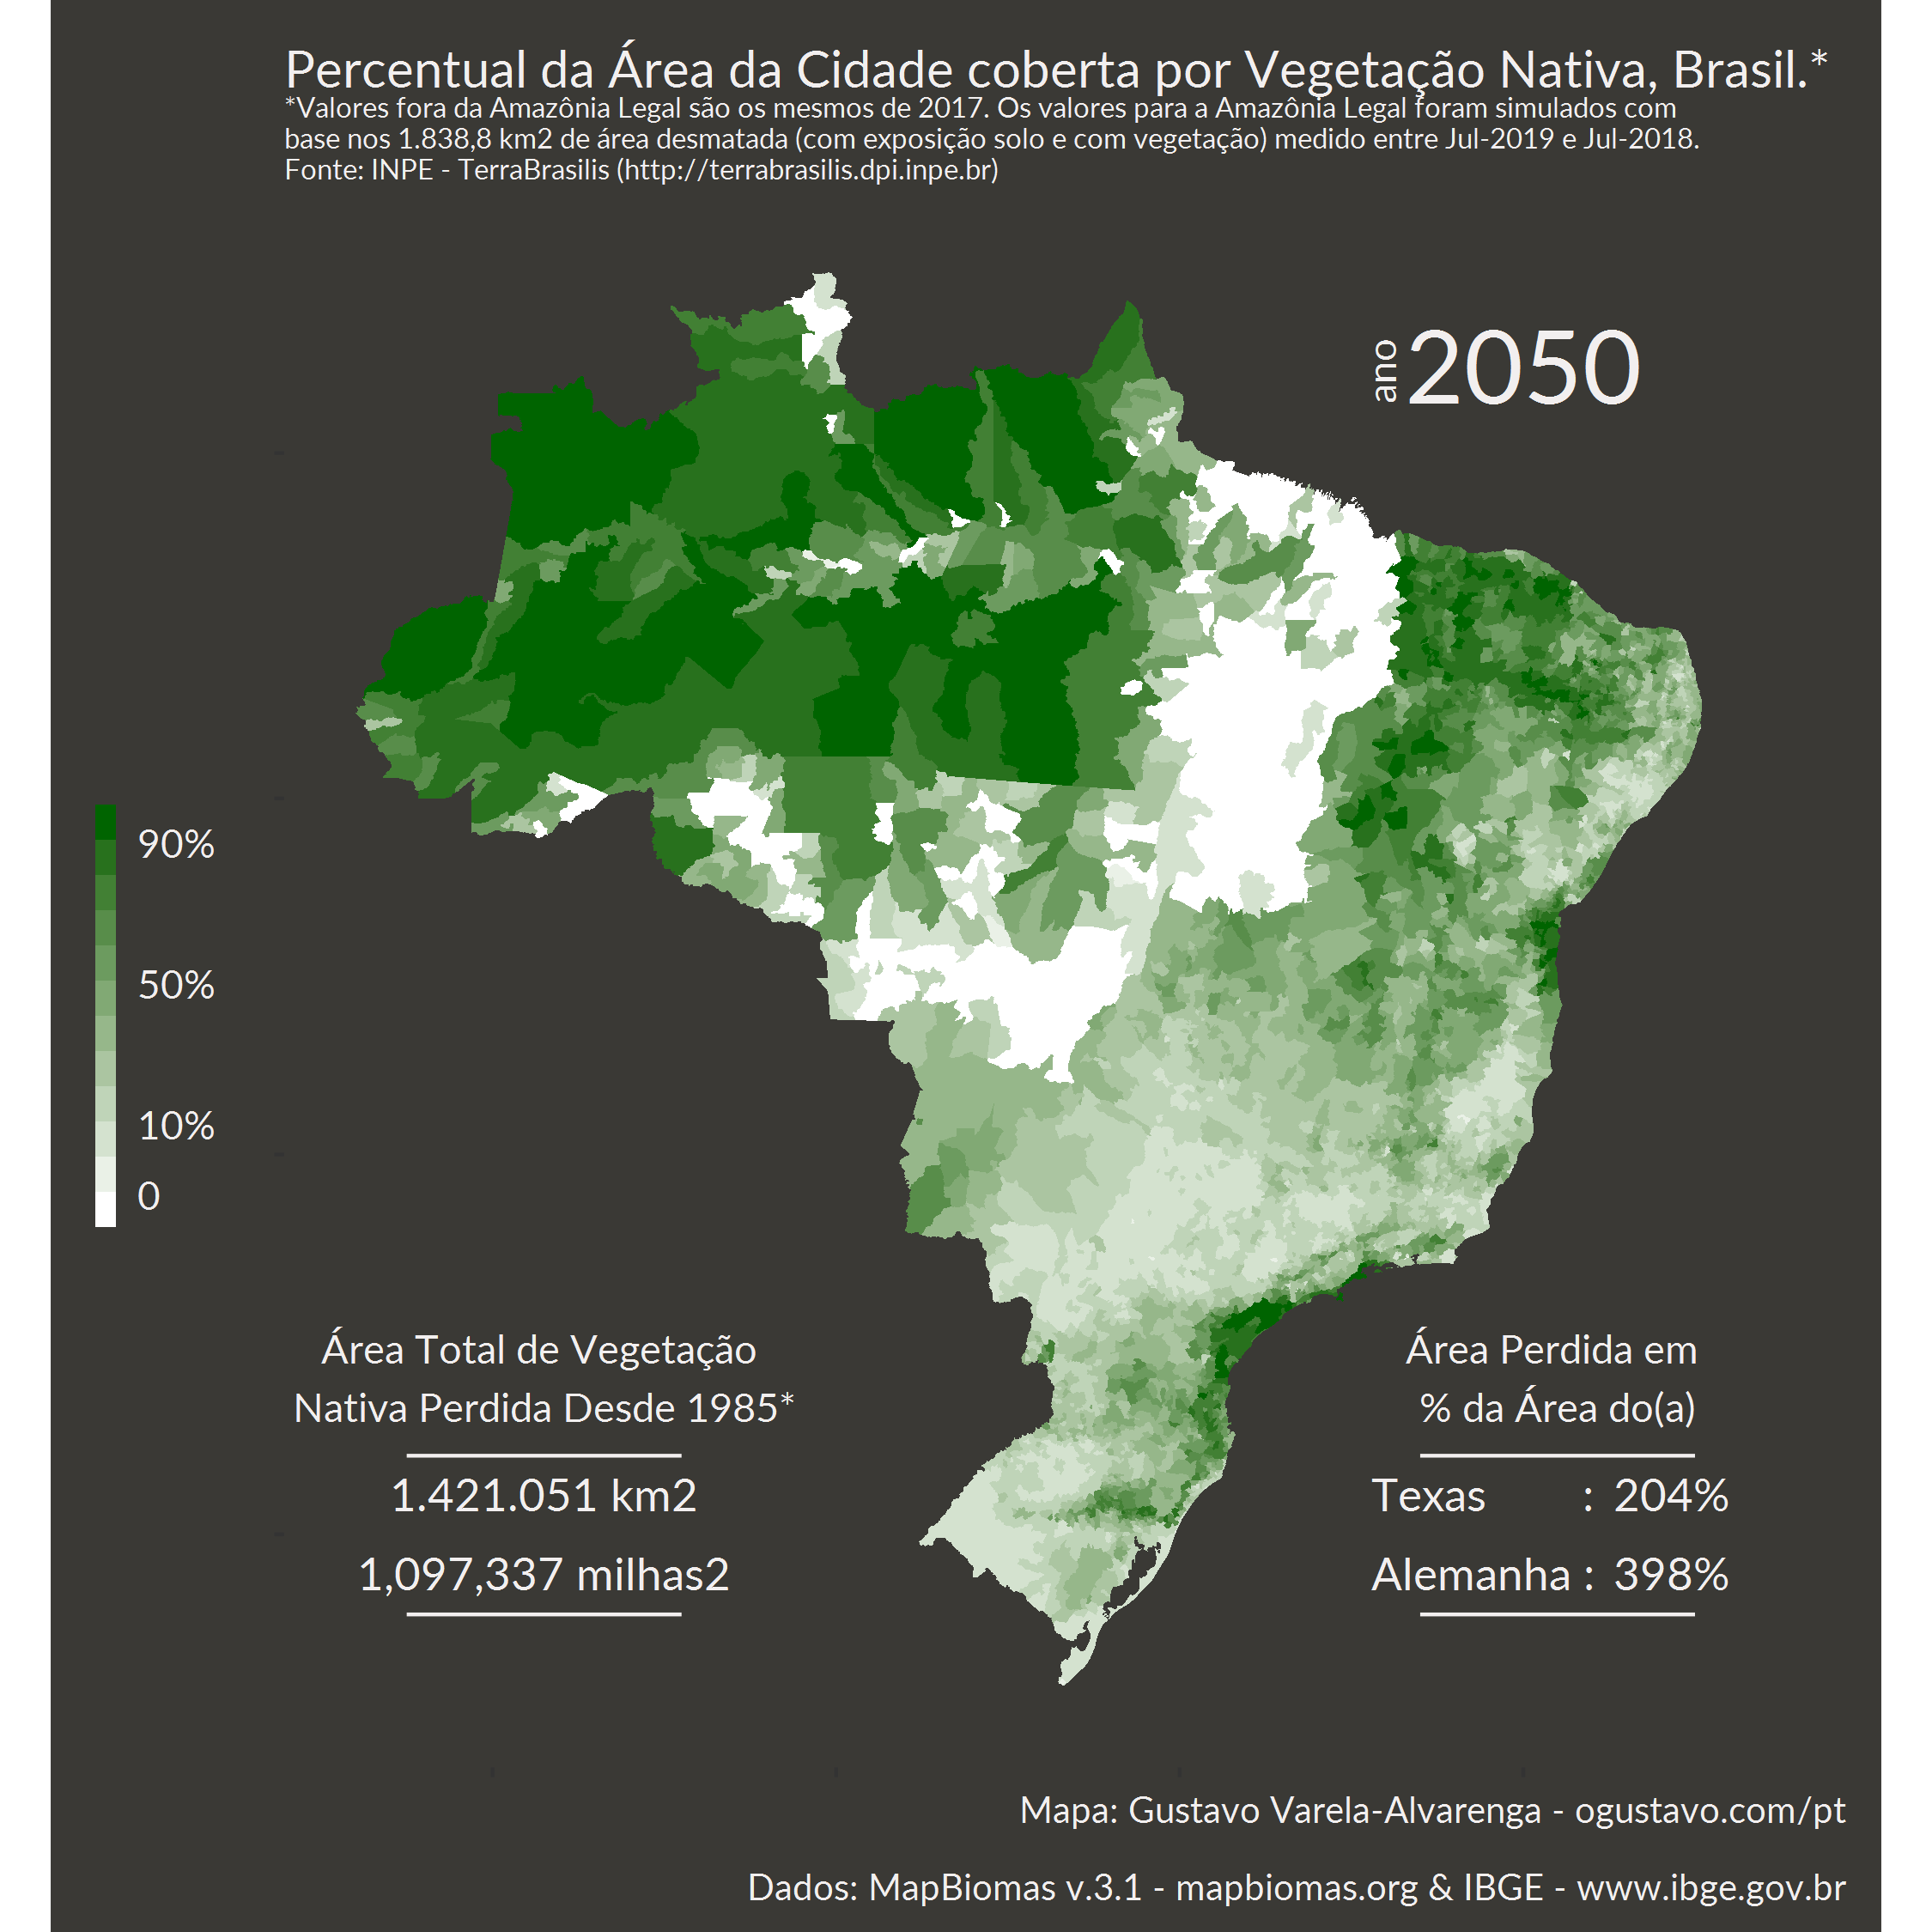 Percentual da Área da Cidade coberta por Vegetação Nativa, Brasil.*
*Valores fora da Amazônia Legal são os mesmos de 2017. Os valores para a Amazônia Legal foram simulados com
base nos 1.838,8 km2 de área desmatada (com exposição solo e com vegetação) medido entre Jul-2019 e Jul-2018.
Fonte: INPE - TerraBrasilis (http://terrabrasilis.dpi.inpe.br)
ano 2050
90%
50%
10%
0
Área Total de Vegetação
Nativa Perdida Desde 1985*
1.421.051 km2
1,097,337 milhas2
Área Perdida em
% da Área do(a)
Texas : 204%
Alemanha : 398%
Mapa: Gustavo Varela-Alvarenga - ogustavo.com/pt
Dados: MapBiomas v.3.1 - mapbiomas.org & IBGE - www.ibge.gov.br